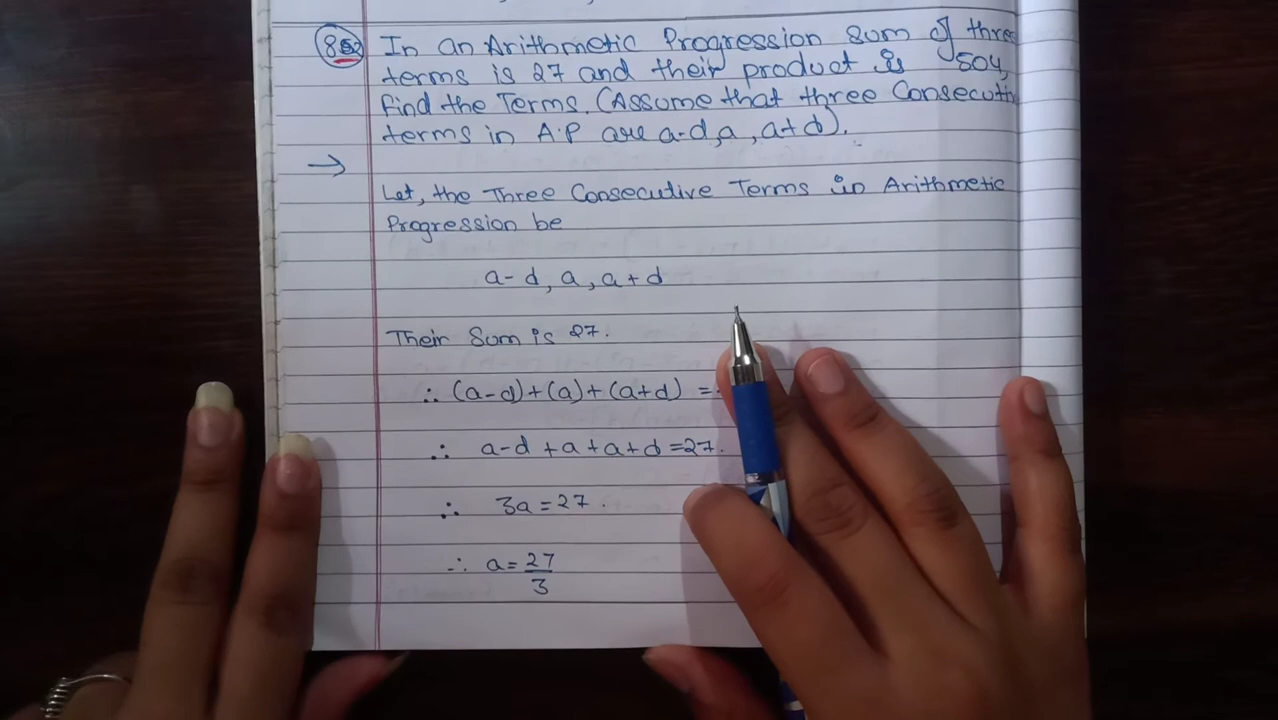 In an Arithmetic Progression sum of three
terms is 27 and their product is 504,
find the Terms. (Assume that three Consecuti
terms in A.P are a-d, a, a+d).
→
Let, the Three Consecutive Terms in Arithmetic
Progression be
a-d, a, a+d
Their Sum is 27.
∴ (a-d)+(a)+(a+d) =
∴ a-d+a+a+d=27.
∴ 3a=27.
∴ a=27/3